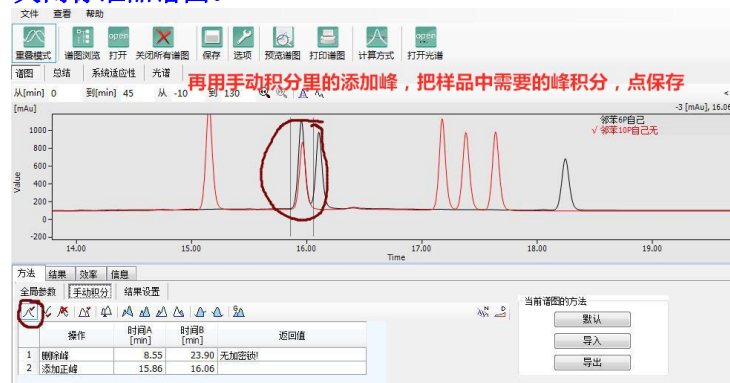 文件 查看 帮助
重叠模式 谱图浏览 打开 关闭所有谱图 保存 选项 预览谱图 打印谱图 计算方式 打开光谱
谱图 总结 系统适应性 光谱
再用手动积分里的添加峰，把样品中需要的峰积分，点保存
从[min] 0 到[min] 45 从 -10 到 130
[mAu]
-3 [mAu], 16.06
邻苯6P自己
√ 邻苯10P自己无
1000
800
600
400
200
0
-200
Value
14.00 15.00 16.00 17.00 18.00 19.00
Time
方法 结果 效率 信息
全局参数 手动积分 结果设置
当前谱图的方法
默认
导入
导出
操作 时间A [min] 时间B [min] 返回值
1 删除峰 8.55 23.90 无加密锁!
2 添加正峰 15.86 16.06